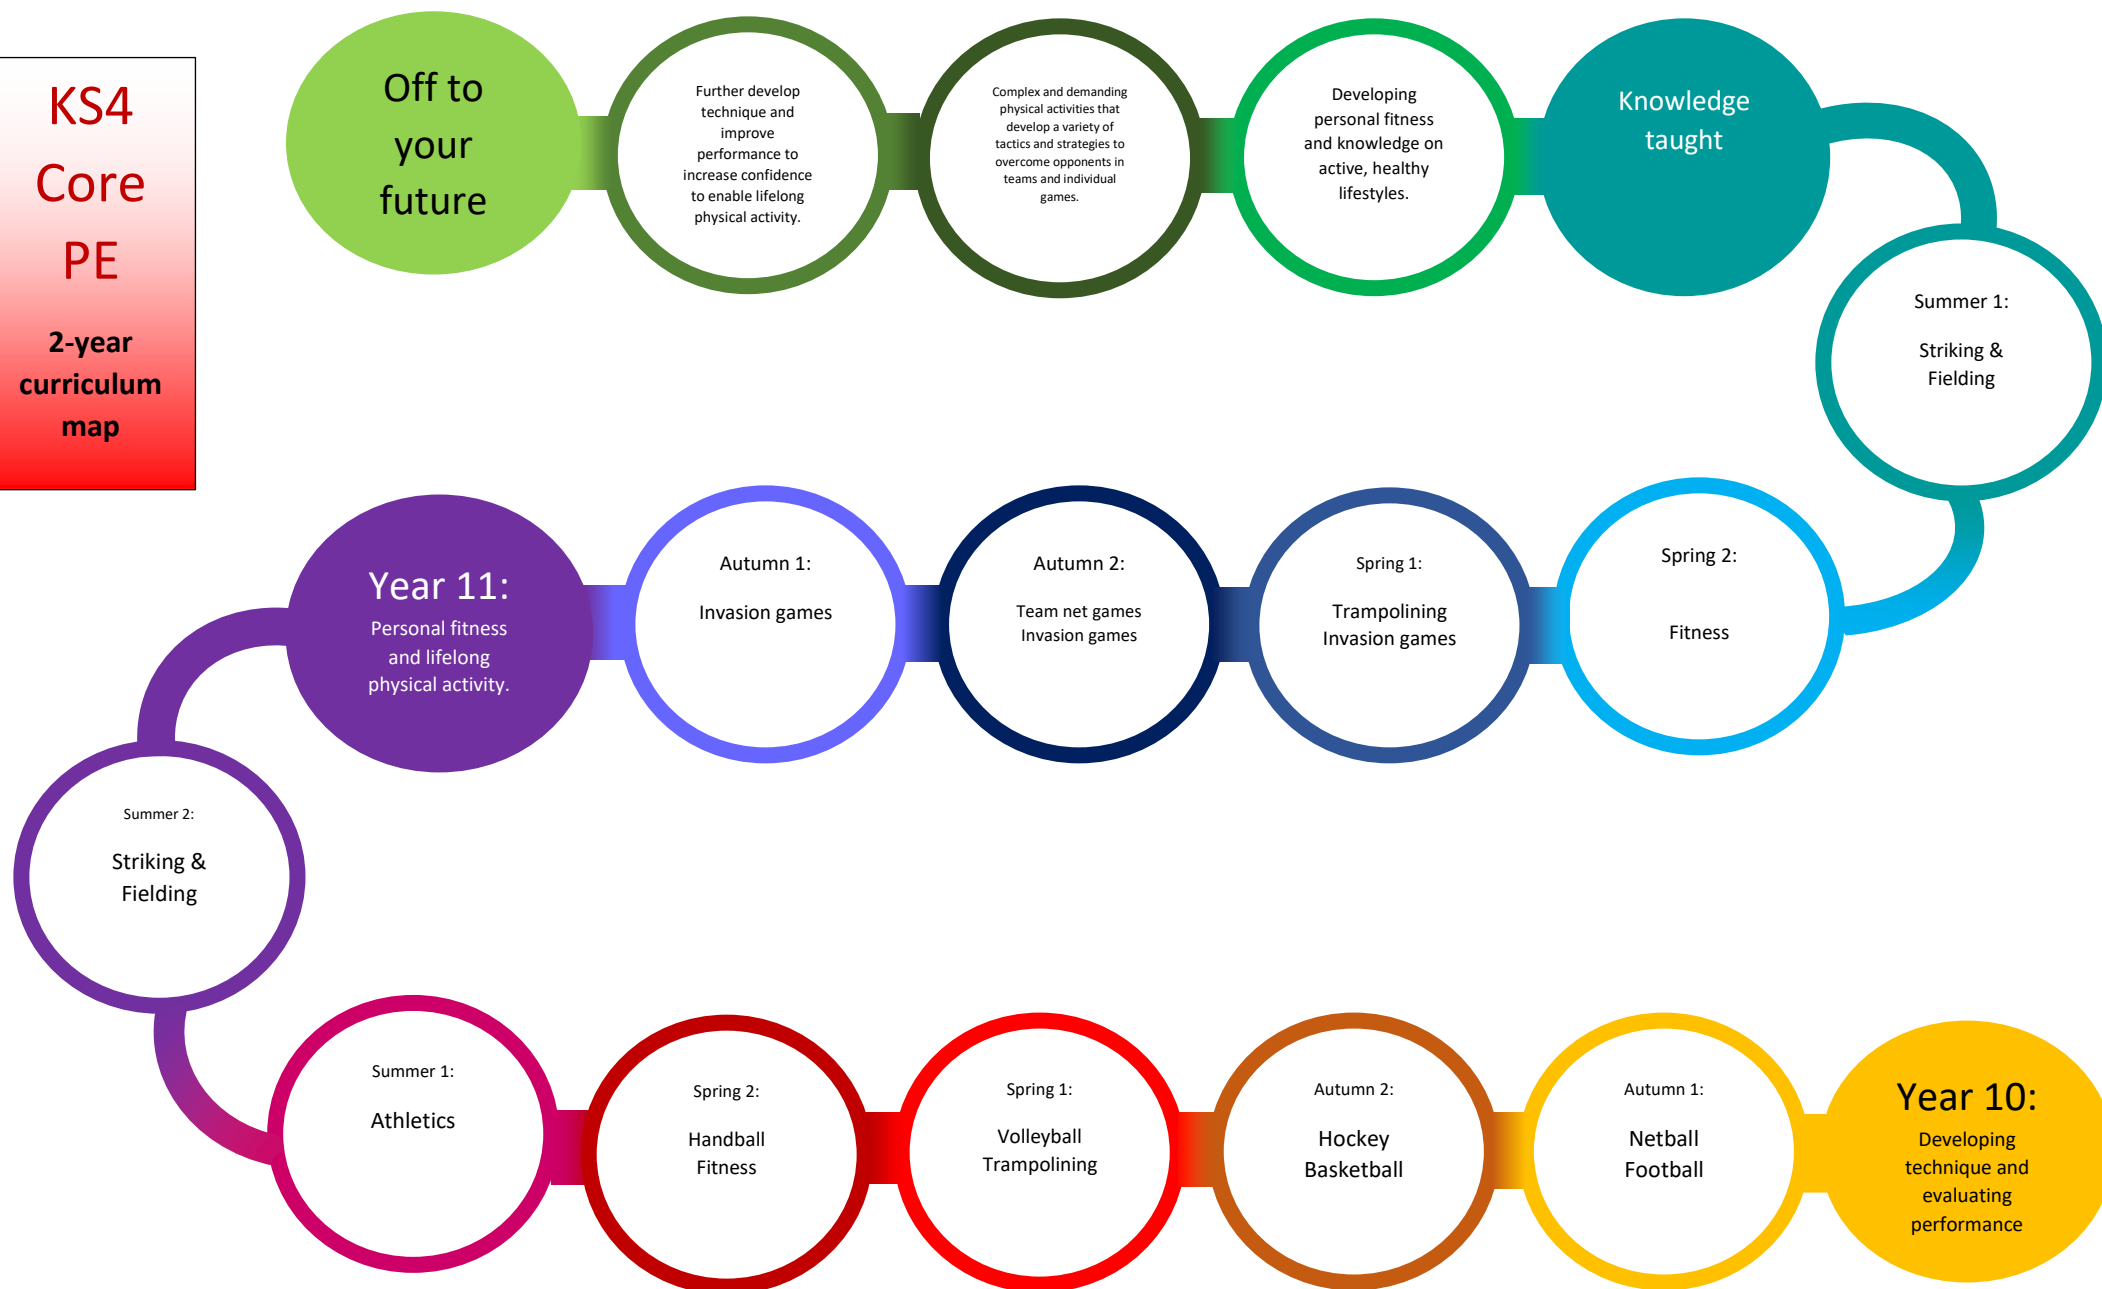 KS4
Core
PE
2-year
curriculum
map
Off to
your
future
Further develop
technique and
improve
performance to
increase confidence
to enable lifelong
physical activity.
Complex and demanding
physical activities that
develop a variety of
tactics and strategies to
overcome opponents in
teams and individual
games.
Developing
personal fitness
and knowledge on
active, healthy
lifestyles.
Knowledge
taught
Summer 1:
Striking &
Fielding
Year 11:
Personal fitness
and lifelong
physical activity.
Autumn 1:
Invasion games
Autumn 2:
Team net games
Invasion games
Spring 1:
Trampolining
Invasion games
Spring 2:
Fitness
Summer 2:
Striking &
Fielding
Summer 1:
Athletics
Spring 2:
Handball
Fitness
Spring 1:
Volleyball
Trampolining
Autumn 2:
Hockey
Basketball
Autumn 1:
Netball
Football
Year 10:
Developing
technique and
evaluating
performance